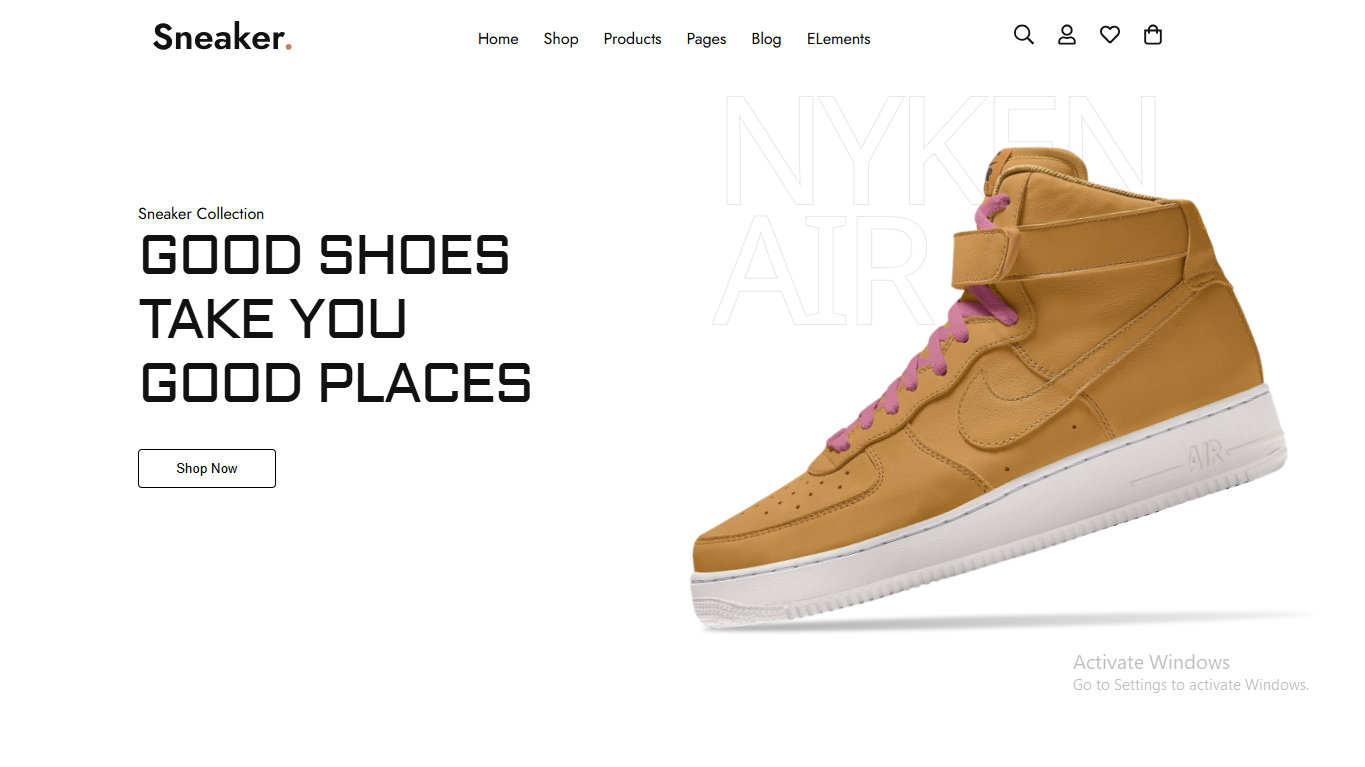 Sneaker.
Home Shop Products Pages Blog ELements
NYKEN
AIR
Sneaker Collection
GOOD SHOES
TAKE YOU
GOOD PLACES
Shop Now
AIR
Activate Windows
Go to Settings to activate Windows.